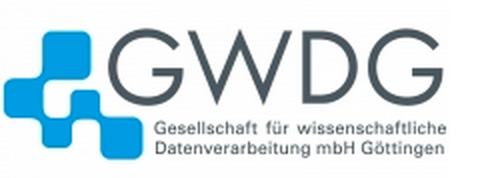 GWDG
Gesellschaft für wissenschaftliche
Datenverarbeitung mbH Göttingen